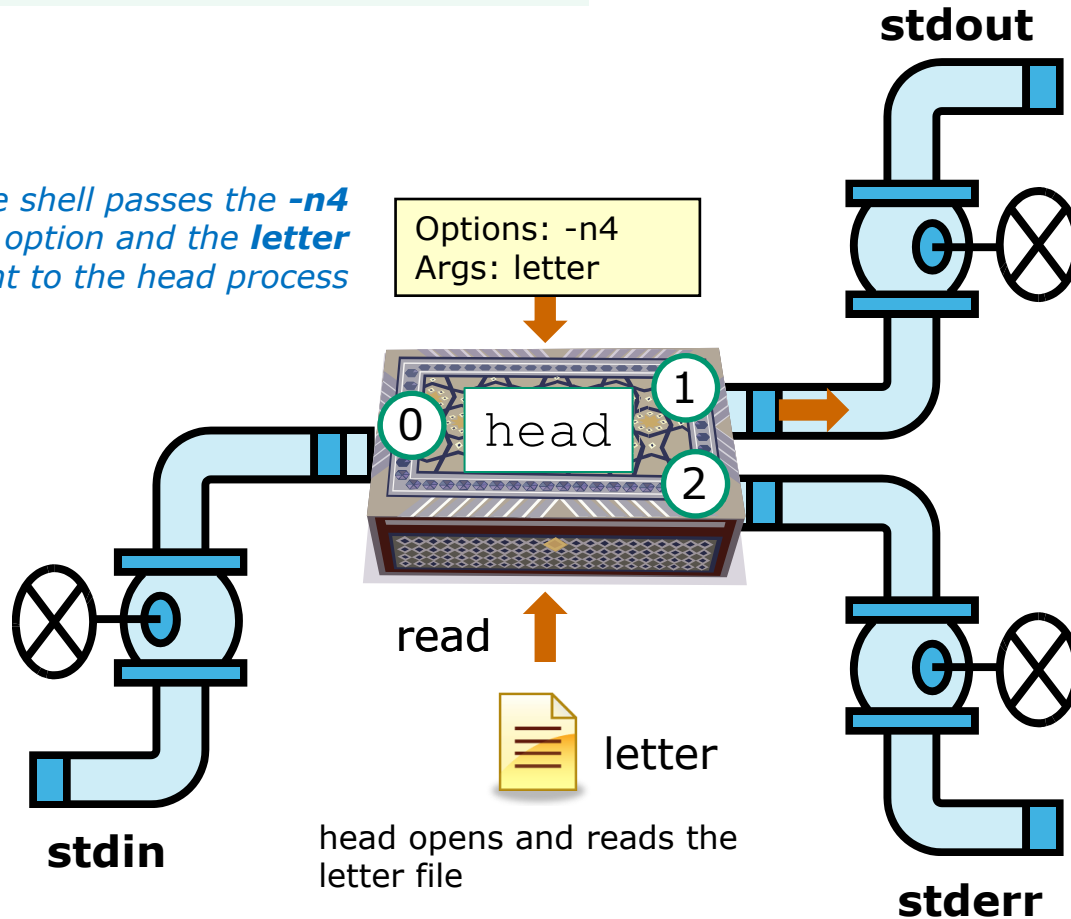 stdout
shell passes the -n4
option and the letter
to the head process
Options: -n4
Args: letter
1
0
head
2
read
letter
stdin
head opens and reads the
letter file
stderr